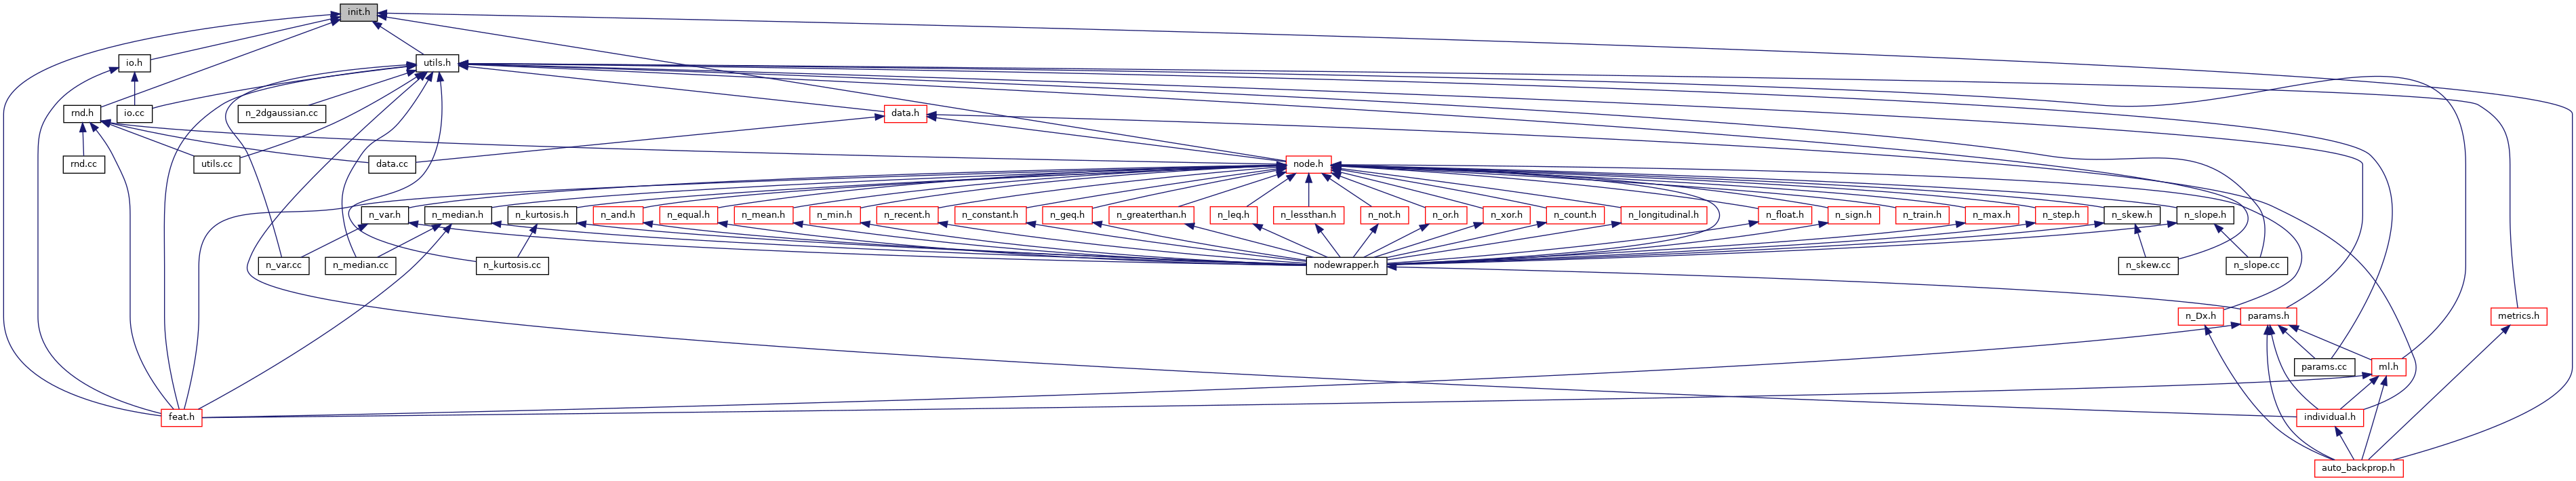 init.h
io.h
utils.h
rnd.h
io.cc
n_2dgaussian.cc
data.h
rnd.cc
utils.cc
data.cc
node.h
n_var.h
n_median.h
n_kurtosis.h
n_and.h
n_equal.h
n_mean.h
n_min.h
n_recent.h
n_constant.h
n_geq.h
n_greaterthan.h
n_leq.h
n_lessthan.h
n_not.h
n_or.h
n_xor.h
n_count.h
n_longitudinal.h
n_float.h
n_sign.h
n_train.h
n_max.h
n_step.h
n_skew.h
n_slope.h
n_var.cc
n_median.cc
n_kurtosis.cc
nodewrapper.h
n_skew.cc
n_slope.cc
n_Dx.h
params.h
metrics.h
params.cc
ml.h
feat.h
individual.h
auto_backprop.h